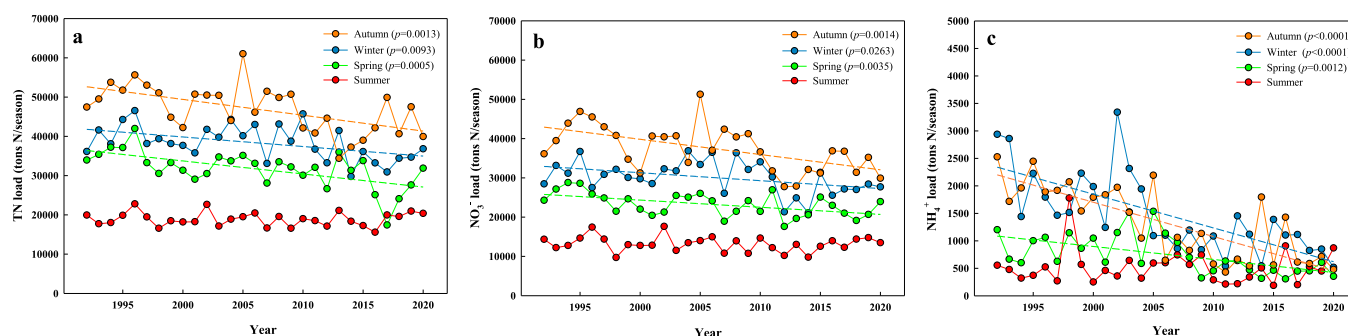 a
TN load (tons N/season)
70000
60000
50000
40000
30000
20000
10000
0
Autumn (p=0.0013)
Winter (p=0.0093)
Spring (p=0.0005)
Summer
1995 2000 2005 2010 2015 2020
Year
b
NO₃⁻ load (tons N/season)
70000
60000
50000
40000
30000
20000
10000
0
Autumn (p=0.0014)
Winter (p=0.0263)
Spring (p=0.0035)
Summer
1995 2000 2005 2010 2015 2020
Year
c
NH₄⁺ load (tons N/season)
5000
4500
4000
3500
3000
2500
2000
1500
1000
500
0
Autumn (p<0.0001
Winter (p<0.0001
Spring (p=0.0012)
Summer
1995 2000 2005 2010 2015 2020
Year